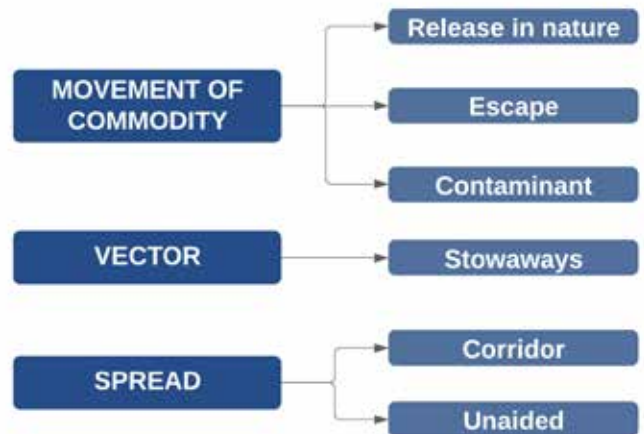 MOVEMENT OF
COMMODITY
Release in nature
Escape
Contaminant
VECTOR
Stowaways
SPREAD
Corridor
Unaided